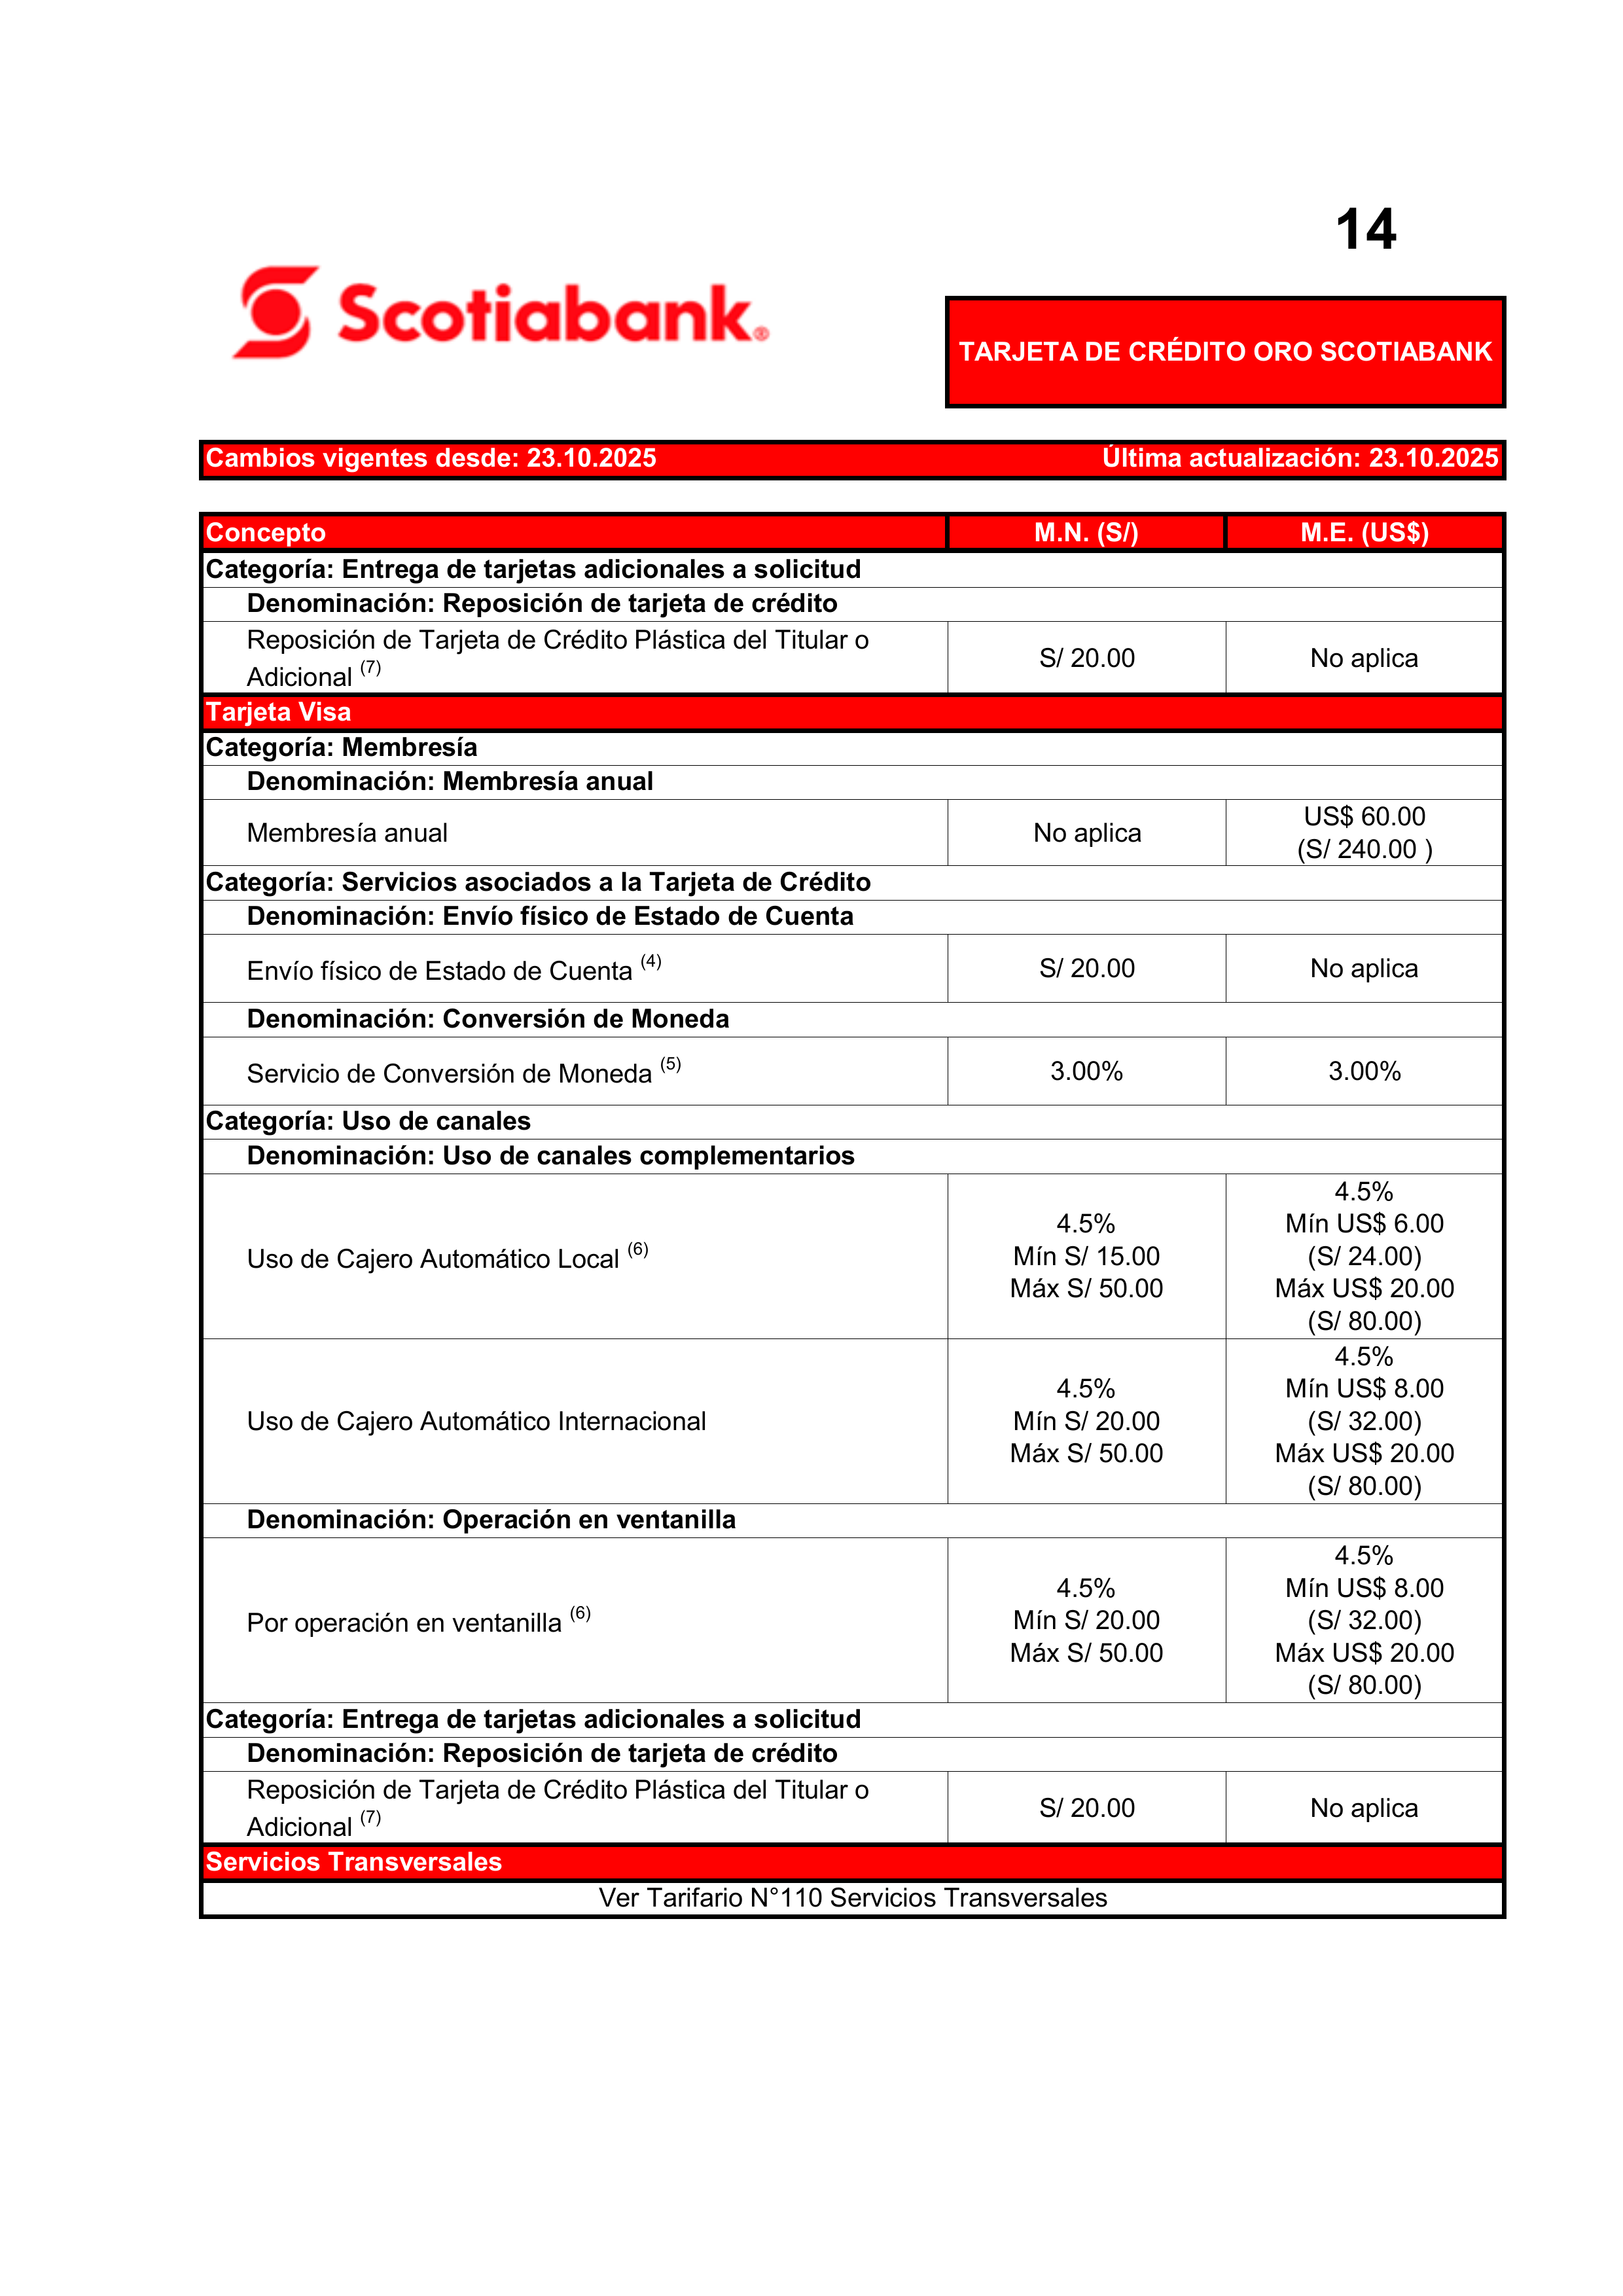 14
Scotiabank®
TARJETA DE CRÉDITO ORO SCOTIABANK
Cambios vigentes desde: 23.10.2025 Última actualización: 23.10.2025
Concepto M.N. (S/) M.E. (US$)
Categoría: Entrega de tarjetas adicionales a solicitud
Denominación: Reposición de tarjeta de crédito
Reposición de Tarjeta de Crédito Plástica del Titular o
Adicional (7)
S/ 20.00
No aplica
Tarjeta Visa
Categoría: Membresía
Denominación: Membresía anual
Membresía anual
No aplica
US$ 60.00
(S/ 240.00 )
Categoría: Servicios asociados a la Tarjeta de Crédito
Denominación: Envío físico de Estado de Cuenta
Envío físico de Estado de Cuenta (4)
S/ 20.00
No aplica
Denominación: Conversión de Moneda
Servicio de Conversión de Moneda (5)
3.00%
3.00%
Categoría: Uso de canales
Denominación: Uso de canales complementarios
Uso de Cajero Automático Local (6)
4.5%
Mín S/ 15.00
Máx S/ 50.00
4.5%
Mín US$ 6.00
(S/ 24.00)
Máx US$ 20.00
(S/ 80.00)
Uso de Cajero Automático Internacional
4.5%
Mín S/ 20.00
Máx S/ 50.00
4.5%
Mín US$ 8.00
(S/ 32.00)
Máx US$ 20.00
(S/ 80.00)
Denominación: Operación en ventanilla
Por operación en ventanilla (6)
4.5%
Mín S/ 20.00
Máx S/ 50.00
4.5%
Mín US$ 8.00
(S/ 32.00)
Máx US$ 20.00
(S/ 80.00)
Categoría: Entrega de tarjetas adicionales a solicitud
Denominación: Reposición de tarjeta de crédito
Reposición de Tarjeta de Crédito Plástica del Titular o
Adicional (7)
S/ 20.00
No aplica
Servicios Transversales
Ver Tarifario N°110 Servicios Transversales